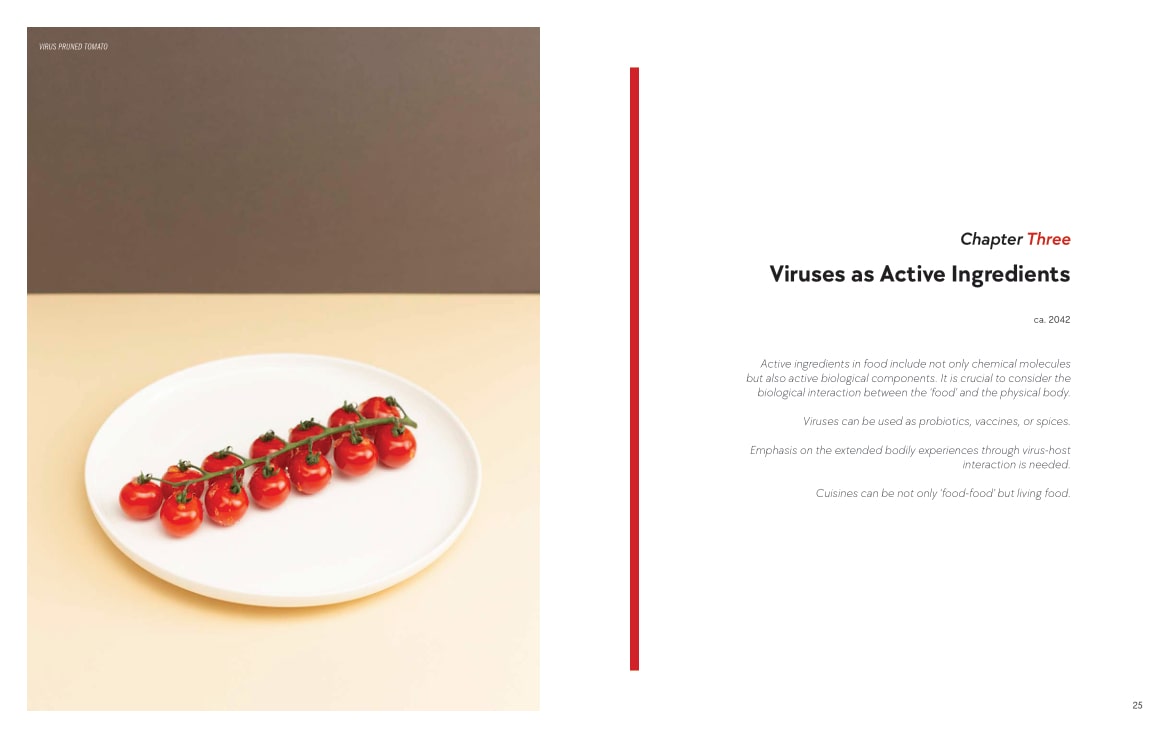 VIRUS PRUNED TOMATO
Chapter Three
Viruses as Active Ingredients
ca. 2042
Active ingredients in food include not only chemical molecules
but also active biological components. It is crucial to consider the
biological interaction between the 'food' and the physical body.
Viruses can be used as probiotics, vaccines, or spices.
Emphasis on the extended bodily experiences through virus-host
interaction is needed.
Cuisines can be not only 'food-food' but living food.
25